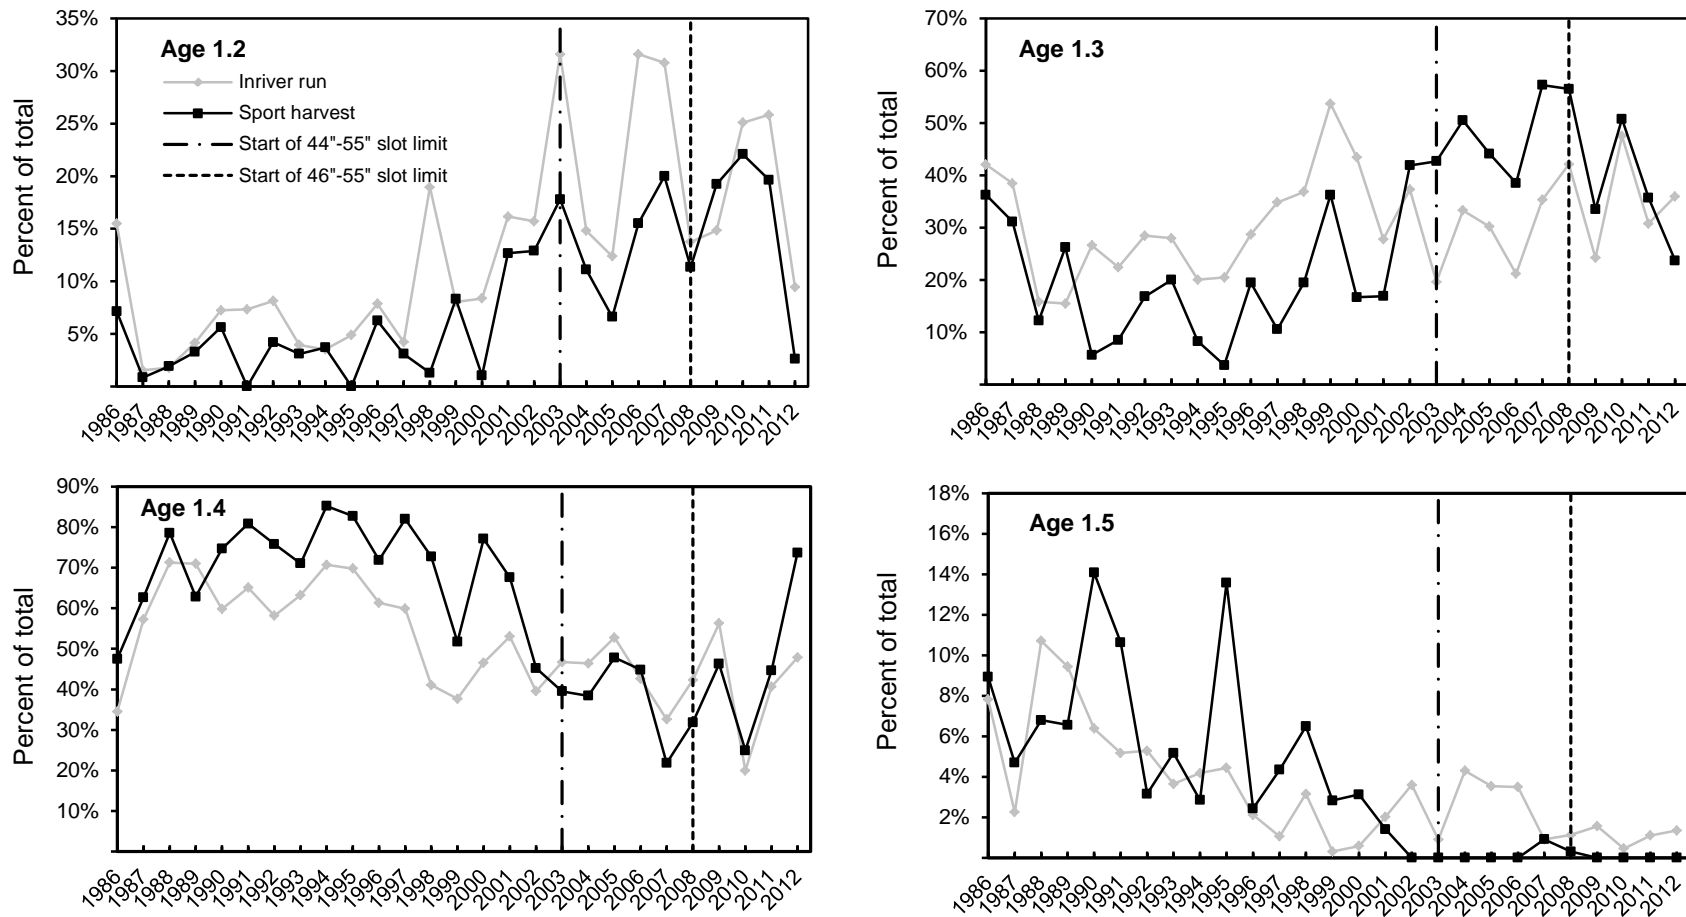 Age 1.2
Inriver run
Sport harvest
Start of 44"-55" slot limit
Start of 46"-55" slot limit
Percent of total
35%
30%
25%
20%
15%
10%
5%
1986 1987 1988 1989 1990 1991 1992 1993 1994 1995 1996 1997 1998 1999 2000 2001 2002 2003 2004 2005 2006 2007 2008 2009 2010 2011 2012
Age 1.3
Percent of total
70%
60%
50%
40%
30%
20%
10%
1986 1987 1988 1989 1990 1991 1992 1993 1994 1995 1996 1997 1998 1999 2000 2001 2002 2003 2004 2005 2006 2007 2008 2009 2010 2011 2012
Age 1.4
Percent of total
90%
80%
70%
60%
50%
40%
30%
20%
10%
1986 1987 1988 1989 1990 1991 1992 1993 1994 1995 1996 1997 1998 1999 2000 2001 2002 2003 2004 2005 2006 2007 2008 2009 2010 2011 2012
Age 1.5
Percent of total
18%
16%
14%
12%
10%
8%
6%
4%
2%
1986 1987 1988 1989 1990 1991 1992 1993 1994 1995 1996 1997 1998 1999 2000 2001 2002 2003 2004 2005 2006 2007 2008 2009 2010 2011 2012